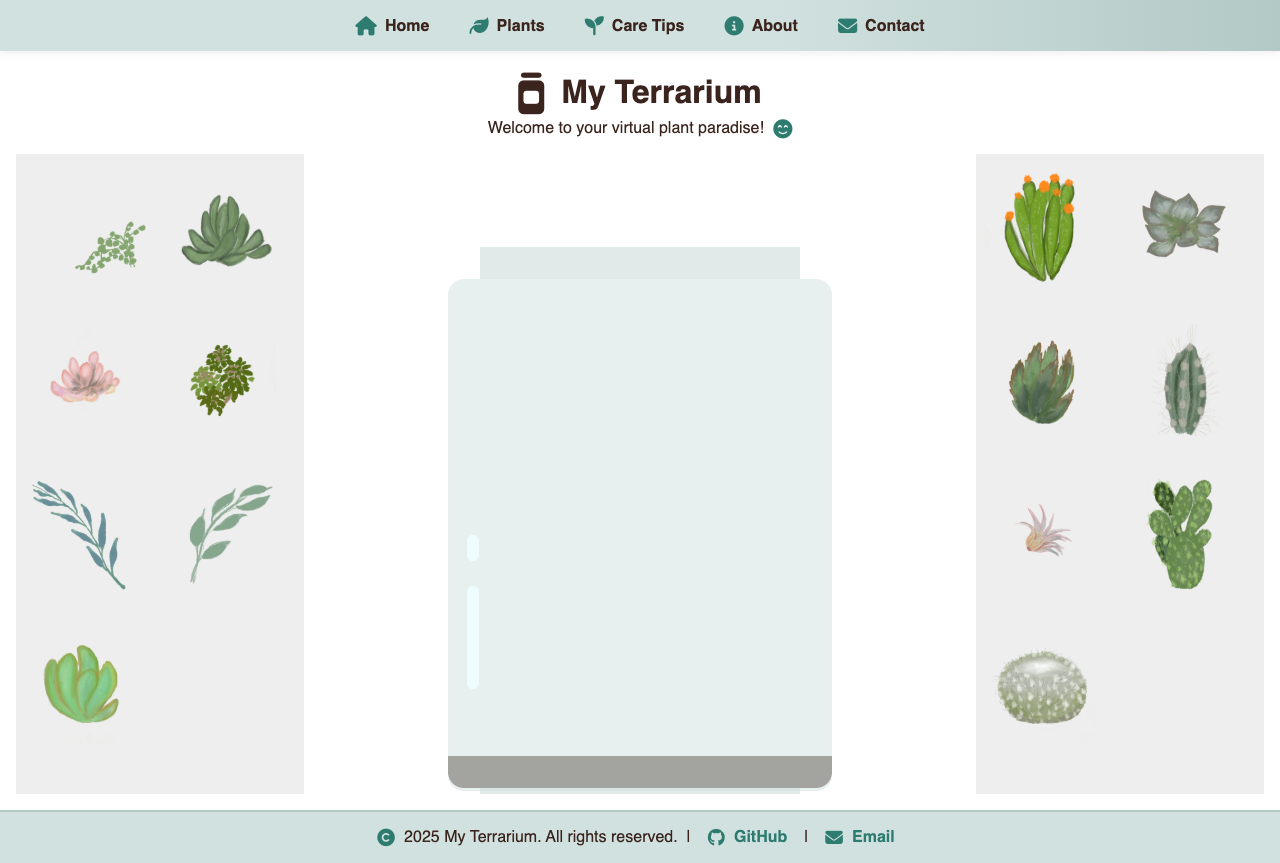 Home Plants Care Tips About Contact
My Terrarium
Welcome to your virtual plant paradise!
2025 My Terrarium. All rights reserved. | GitHub | Email